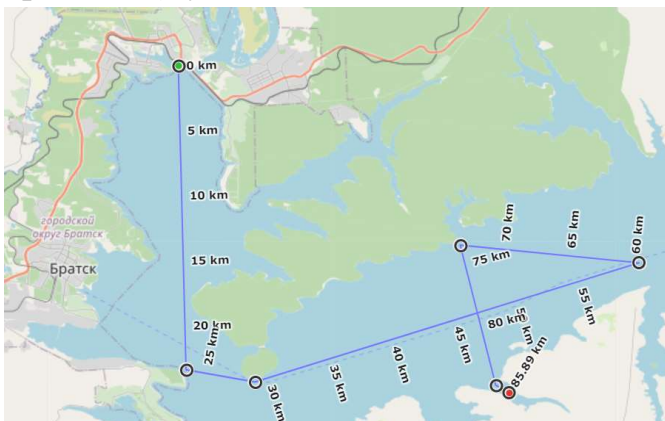 0 km
5 km
10 km
15 km
20 km
25 km
30 km
35 km
40 km
45 km
55 km
60 km
65 km
70 km
75 km
80 km
85.89 km
городской
округ Братск
Братск